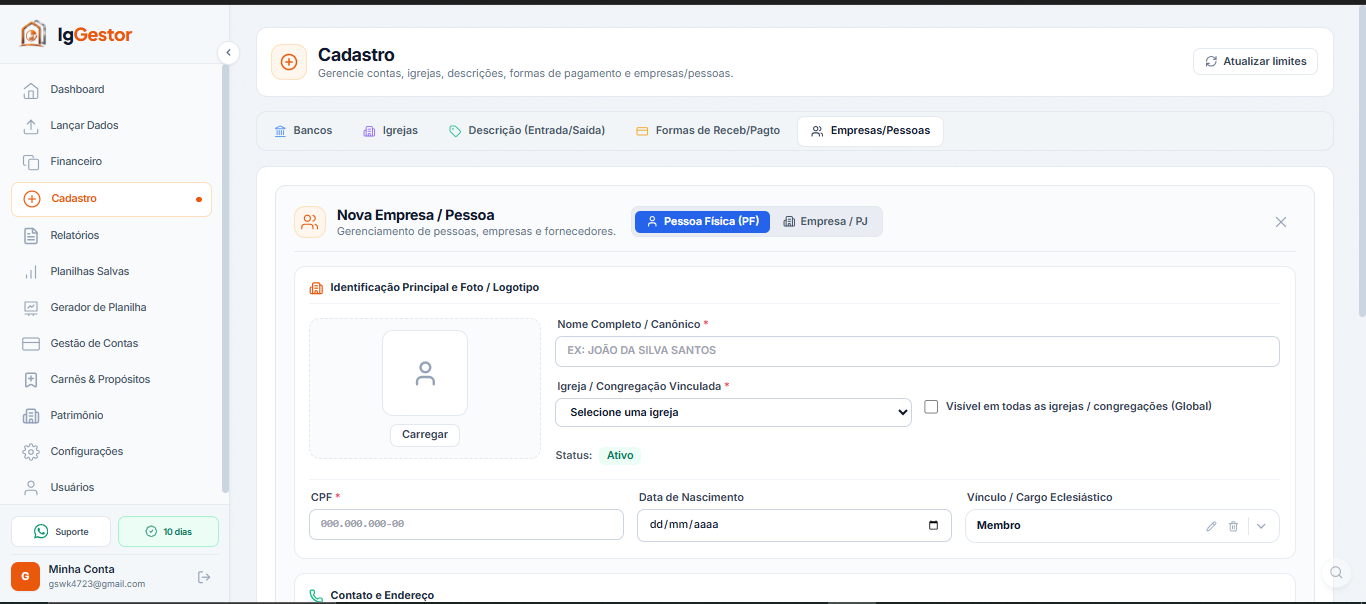 IgGestor
Dashboard
Lançar Dados
Financeiro
Cadastro
Relatórios
Planilhas Salvas
Gerador de Planilha
Gestão de Contas
Carnês & Propósitos
Patrimônio
Configurações
Usuários
Suporte
10 dias
G
Minha Conta
gswk4723@gmail.com
Cadastro
Gerencie contas, igrejas, descrições, formas de pagamento e empresas/pessoas.
Atualizar limites
Bancos
Igrejas
Descrição (Entrada/Saída)
Formas de Receb/Pagto
Empresas/Pessoas
Nova Empresa / Pessoa
Gerenciamento de pessoas, empresas e fornecedores.
Pessoa Física (PF)
Empresa / PJ
Identificação Principal e Foto / Logotipo
Carregar
Nome Completo / Canônico *
EX: JOÃO DA SILVA SANTOS
Igreja / Congregação Vinculada *
Selecione uma igreja
Visível em todas as igrejas / congregações (Global)
Status: Ativo
CPF *
000.000.000-00
Data de Nascimento
dd/mm/aaaa
Vínculo / Cargo Eclesiástico
Membro
Contato e Endereço